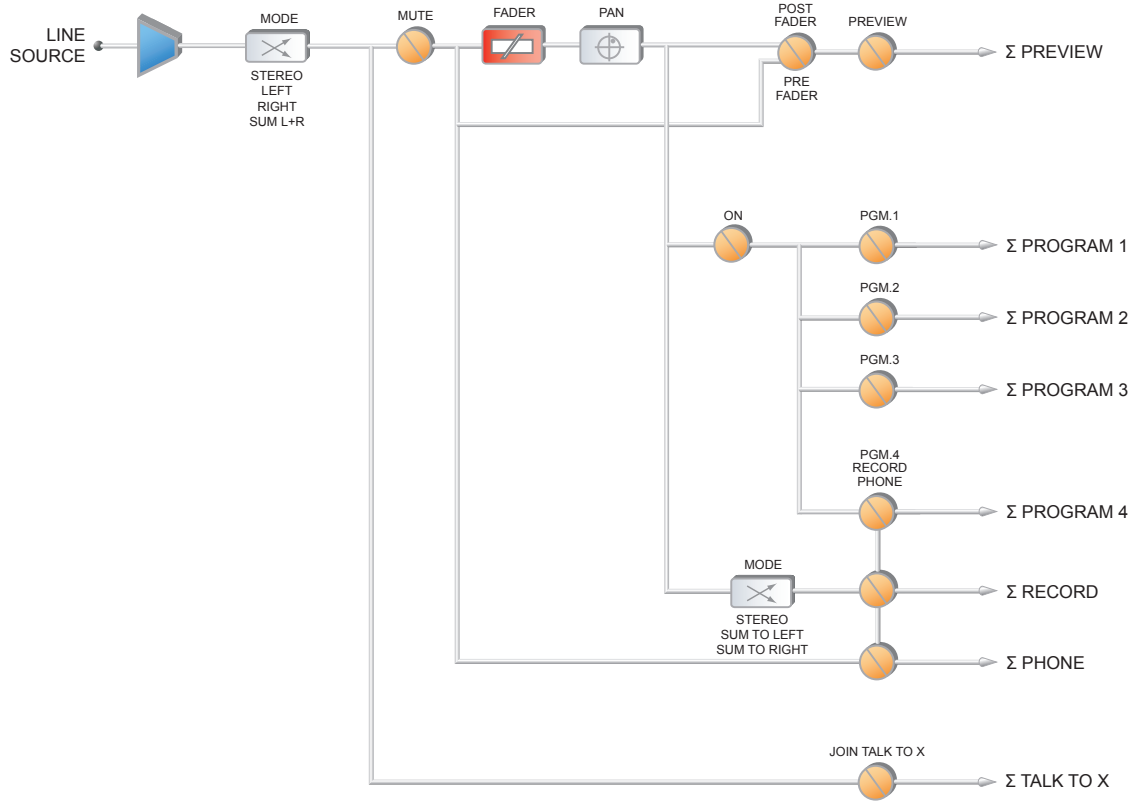 LINE
SOURCE
MODE
STEREO
LEFT
RIGHT
SUM L+R
MUTE
FADER
PAN
POST
FADER
PRE
FADER
PREVIEW
Σ PREVIEW
ON
PGM.1
Σ PROGRAM 1
PGM.2
Σ PROGRAM 2
PGM.3
Σ PROGRAM 3
PGM.4
RECORD
PHONE
Σ PROGRAM 4
MODE
STEREO
SUM TO LEFT
SUM TO RIGHT
Σ RECORD
Σ PHONE
JOIN TALK TO X
Σ TALK TO X